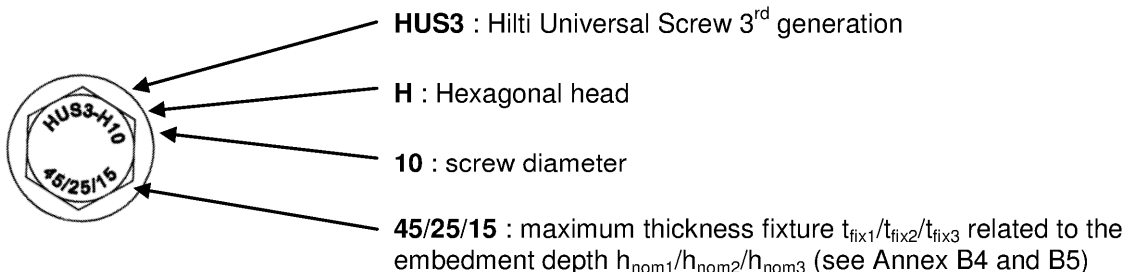 HUS3 : Hilti Universal Screw 3rd generation
HUS3-H10
H : Hexagonal head
10 : screw diameter
45/25/15
45/25/15 : maximum thickness fixture tfix1/tfix2/tfix3 related to the
embedment depth hnom1/hnom2/hnom3 (see Annex B4 and B5)